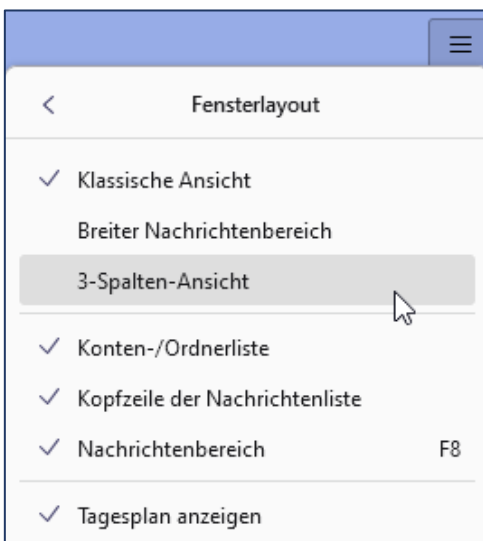 Fensterlayout
Klassische Ansicht
Breiter Nachrichtenbereich
3-Spalten-Ansicht
Konten-/Ordnerliste
Kopfzeile der Nachrichtenliste
Nachrichtenbereich F8
Tagesplan anzeigen